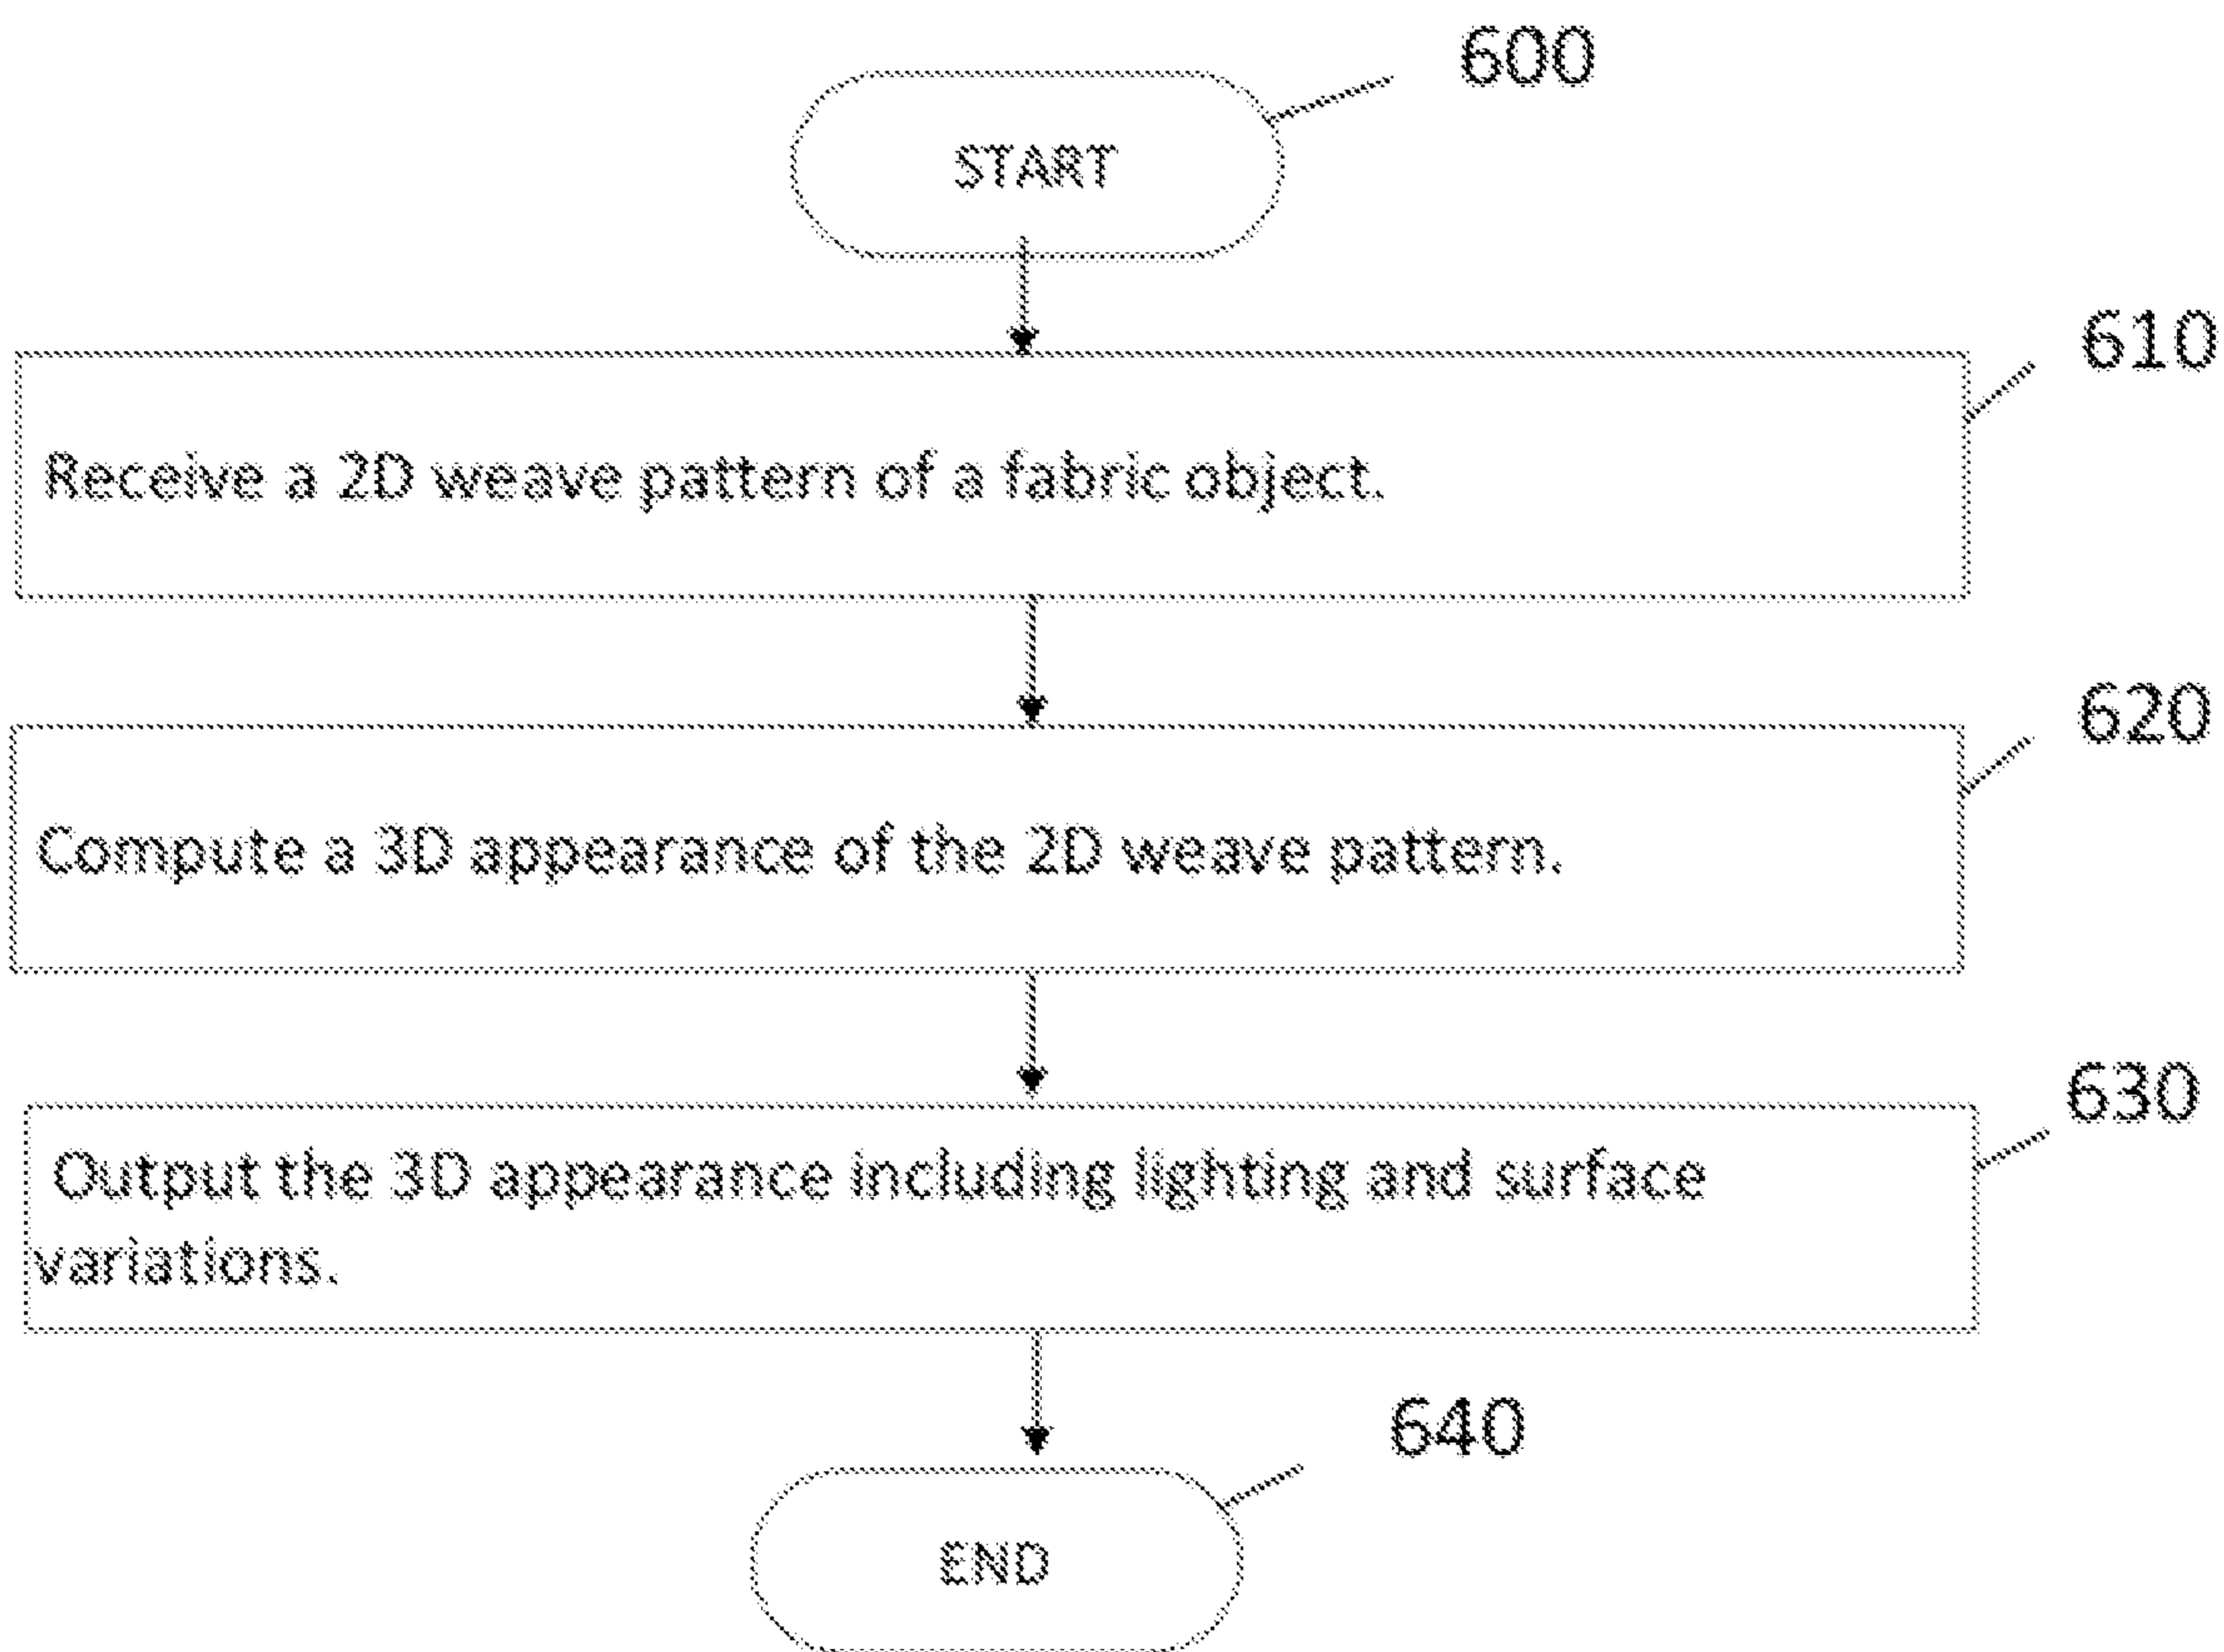 600
START
610
Receive a 2D weave pattern of a fabric object.
620
Compute a 3D appearance of the 2D weave pattern.
630
Output the 3D appearance including lighting and surface
variations.
640
END